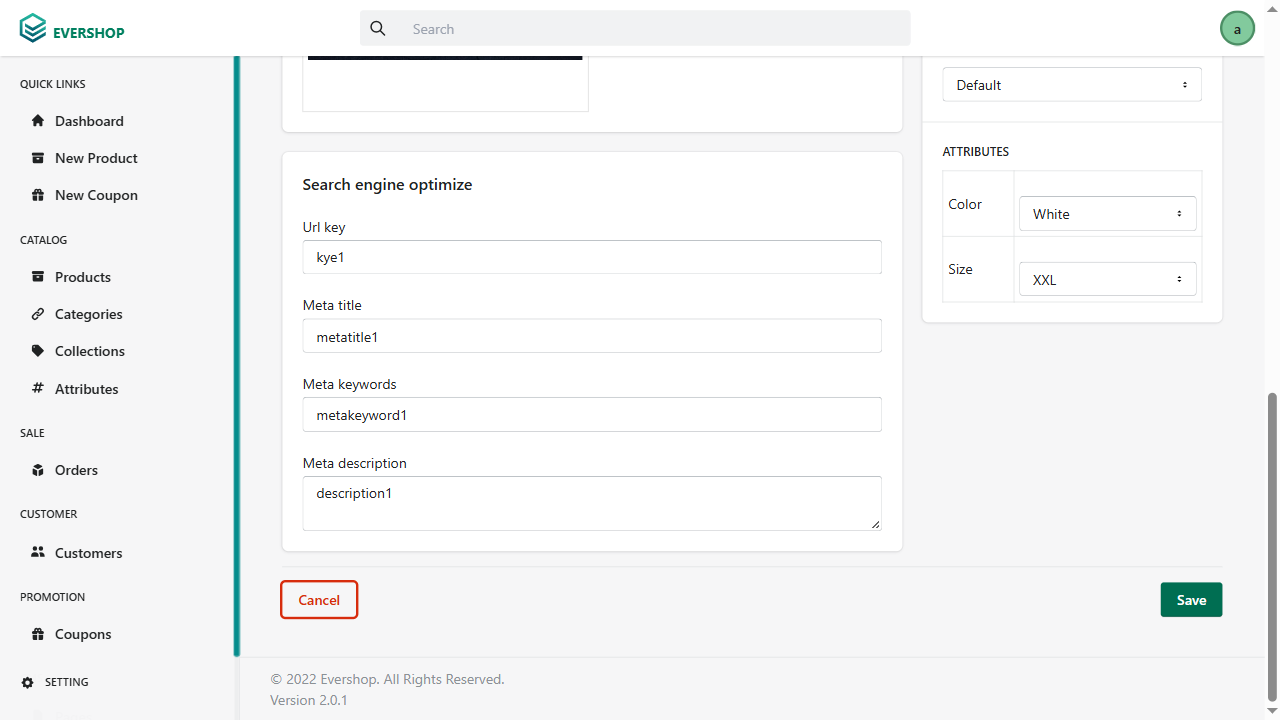 EVERSHOP
Search
a
QUICK LINKS
Dashboard
New Product
New Coupon
CATALOG
Products
Categories
Collections
Attributes
SALE
Orders
CUSTOMER
Customers
PROMOTION
Coupons
SETTING
Search engine optimize
Url key
kye1
Meta title
metatitle1
Meta keywords
metakeyword1
Meta description
description1
Default
ATTRIBUTES
Color
White
Size
XXL
Cancel
Save
© 2022 Evershop. All Rights Reserved.
Version 2.0.1